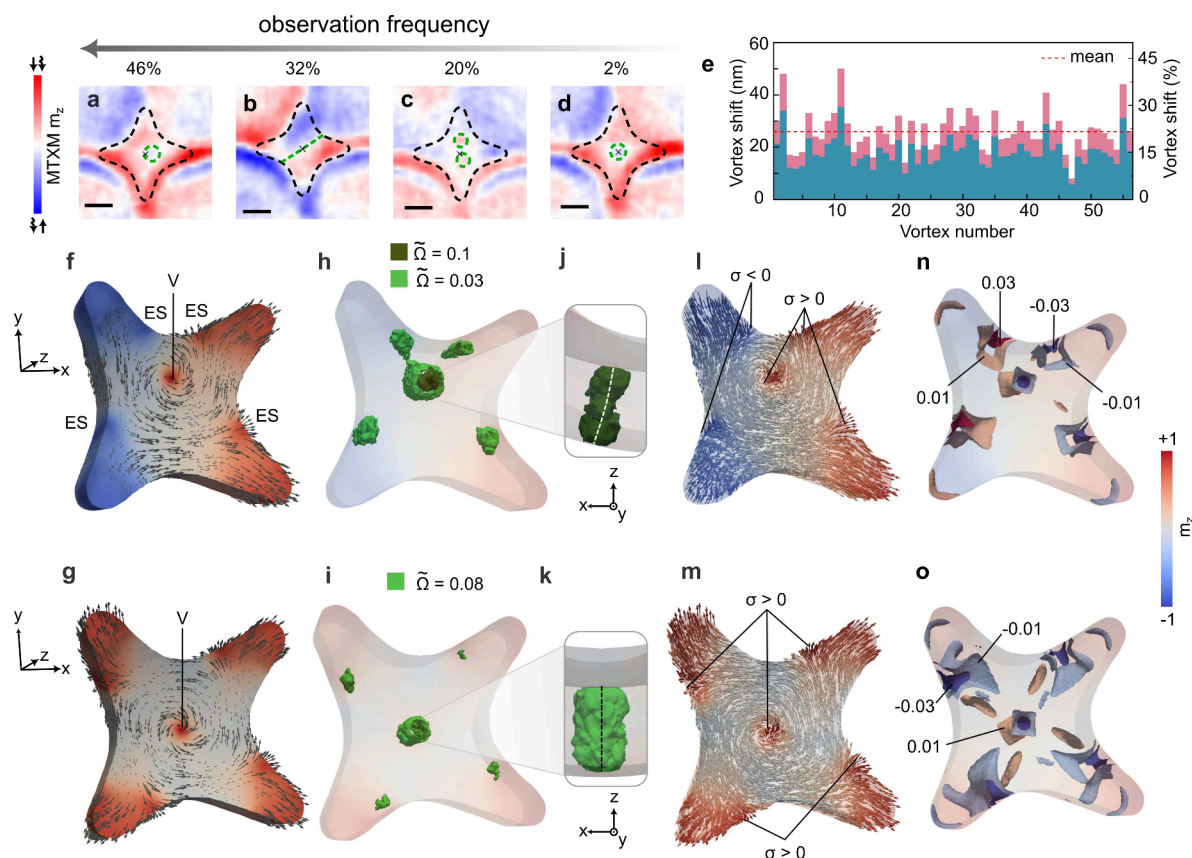 observation frequency
46%
32%
20%
2%
a
b
c
d
MTXM m_z
e
60
40
20
0
Vortex shift (nm)
mean
45
30
15
0
Vortex shift (%)
10
20
30
40
50
Vortex number
Ω̃ = 0.1
Ω̃ = 0.03
f
V
ES
ES
ES
ES
y
z
x
h
j
z
x
y
l
σ < 0
σ > 0
n
0.03
-0.03
0.01
-0.01
+1
m_z
-1
g
V
y
z
x
i
Ω̃ = 0.08
k
z
x
y
m
σ > 0
σ > 0
o
-0.01
-0.03
0.01